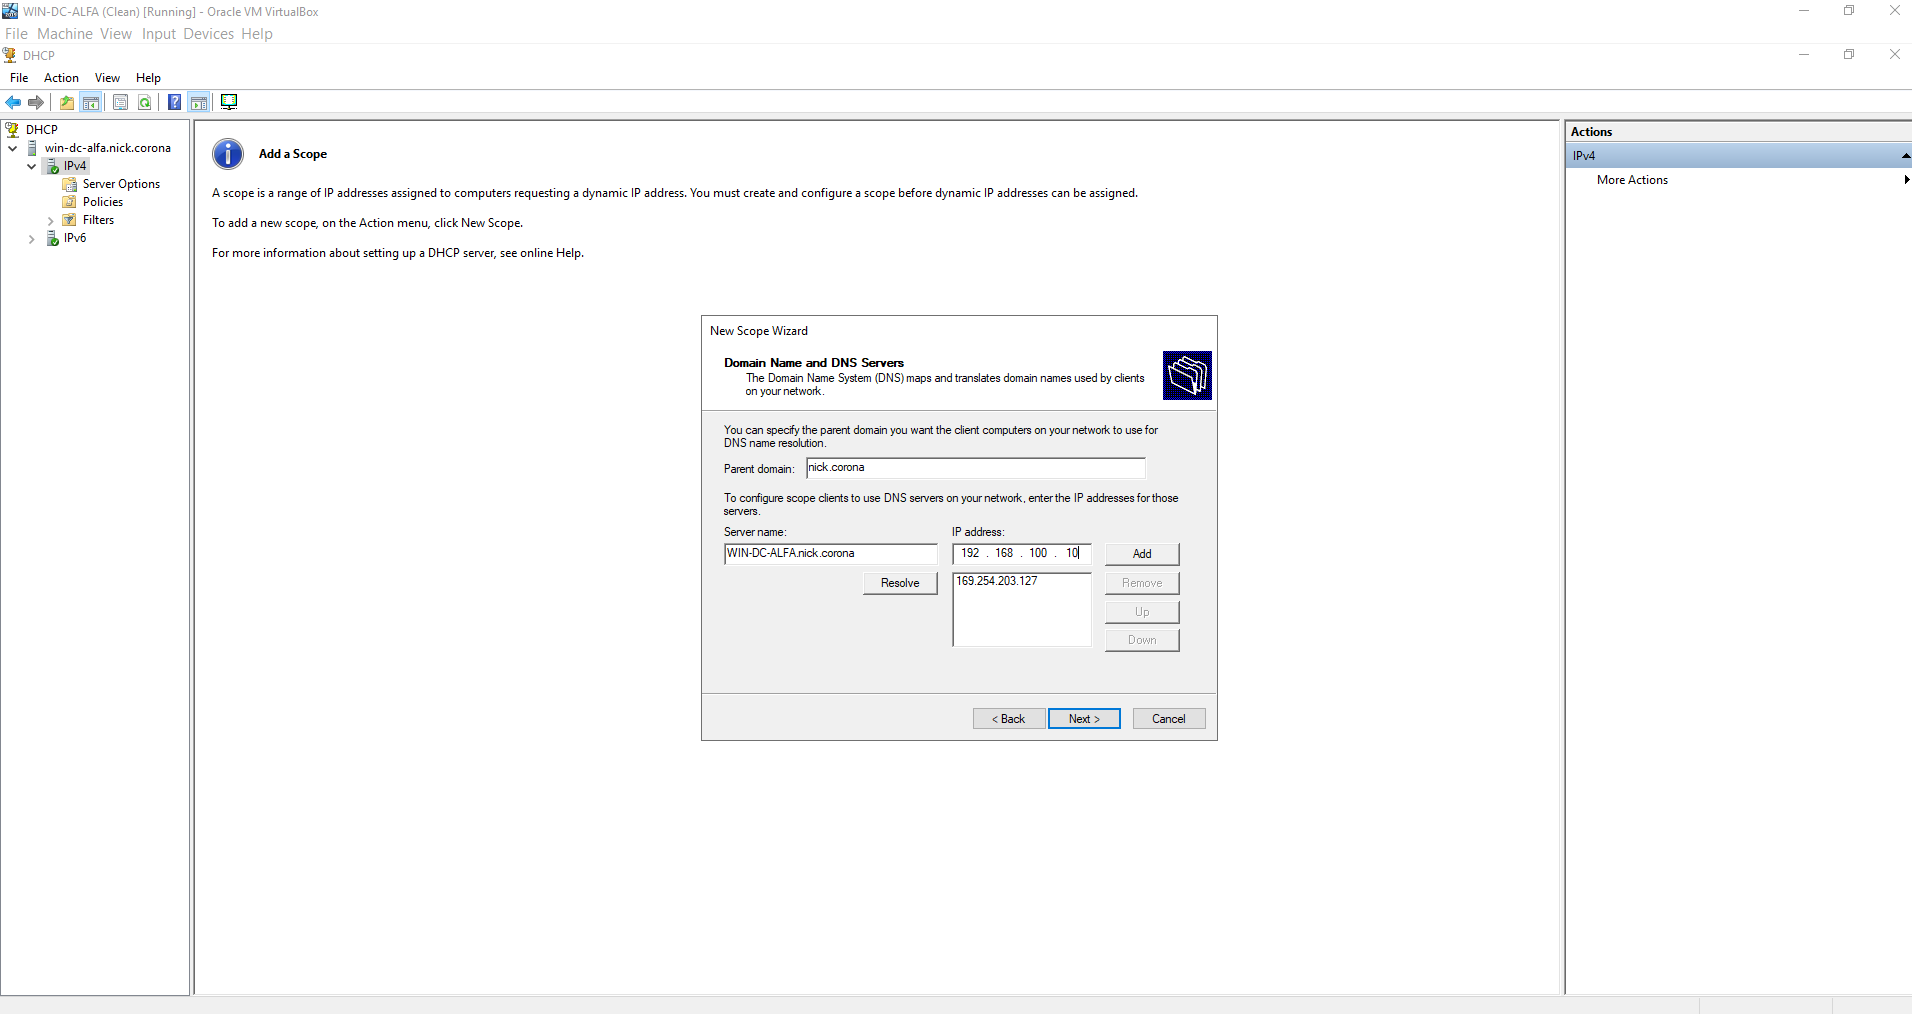 WIN-DC-ALFA (Clean) [Running] - Oracle VM VirtualBox
File Machine View Input Devices Help
DHCP
File Action View Help
DHCP
win-dc-alfa.nick.corona
IPv4
Server Options
Policies
Filters
IPv6
Add a Scope
A scope is a range of IP addresses assigned to computers requesting a dynamic IP address. You must create and configure a scope before dynamic IP addresses can be assigned.
To add a new scope, on the Action menu, click New Scope.
For more information about setting up a DHCP server, see online Help.
New Scope Wizard
Domain Name and DNS Servers
The Domain Name System (DNS) maps and translates domain names used by clients
on your network.
You can specify the parent domain you want the client computers on your network to use for
DNS name resolution.
Parent domain: nick.corona
To configure scope clients to use DNS servers on your network, enter the IP addresses for those
servers.
Server name: IP address:
WIN-DC-ALFA.nick.corona 192 . 168 . 100 . 10 Add
Resolve 169.254.203.127 Remove
Up
Down
< Back Next > Cancel
Actions
IPv4
More Actions